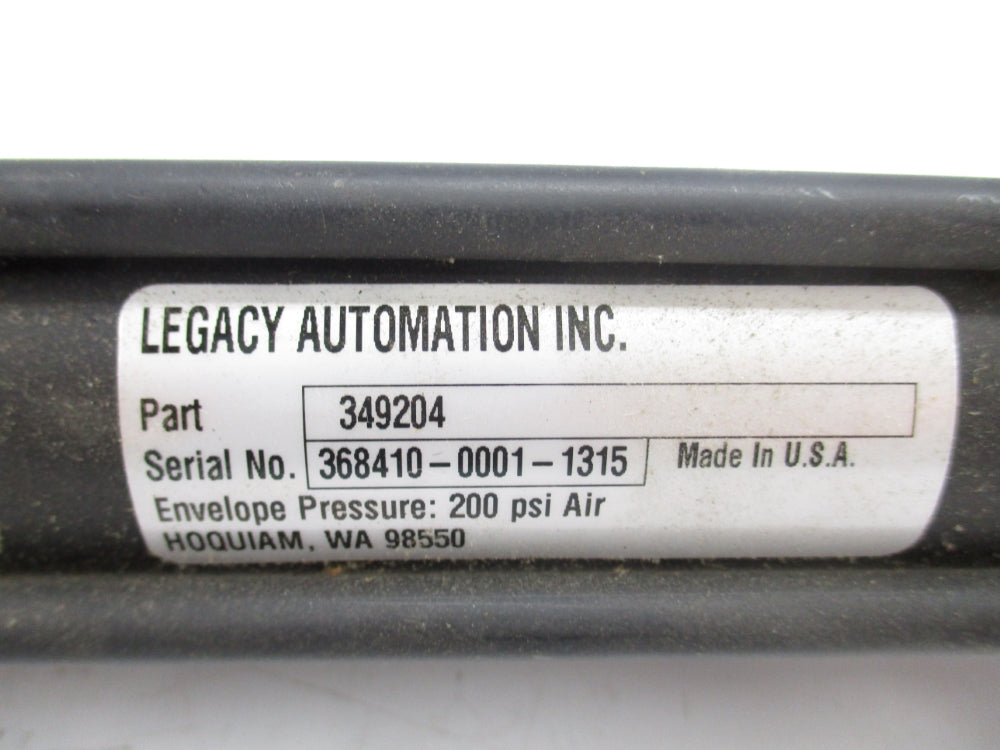 LEGACY AUTOMATION INC.
Part 349204
Serial No. 368410-0001-1315 Made In U.S.A.
Envelope Pressure: 200 psi Air
HOQUIAM, WA 98550